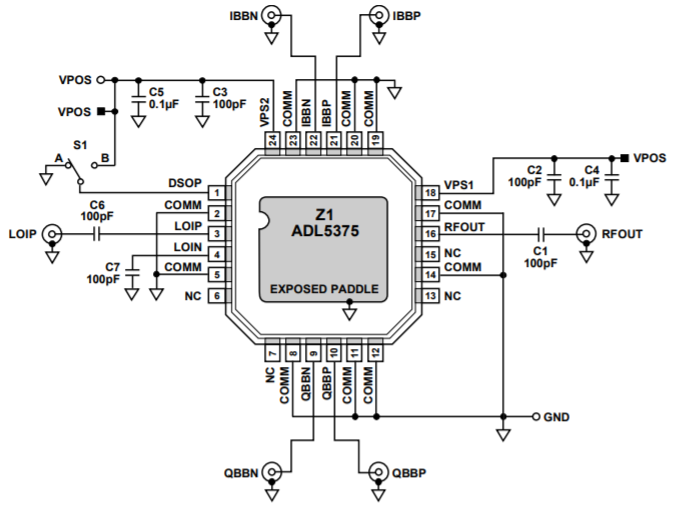 IBBN
IBBP
VPOS
C5
0.1µF
C3
100pF
VPOS
S1
A
B
VPS2
COMM
IBBN
IBBP
COMM
COMM
24
23
22
21
20
19
VPOS
C2
100pF
C4
0.1µF
DSOP
1
18
VPS1
COMM
2
17
COMM
C6
100pF
LOIP
LOIP
3
16
RFOUT
RFOUT
C1
100pF
LOIN
4
15
NC
C7
100pF
COMM
5
14
COMM
NC
6
13
NC
Z1
ADL5375
EXPOSED PADDLE
7
8
9
10
11
12
NC
COMM
QBBN
QBBP
COMM
COMM
GND
QBBN
QBBP